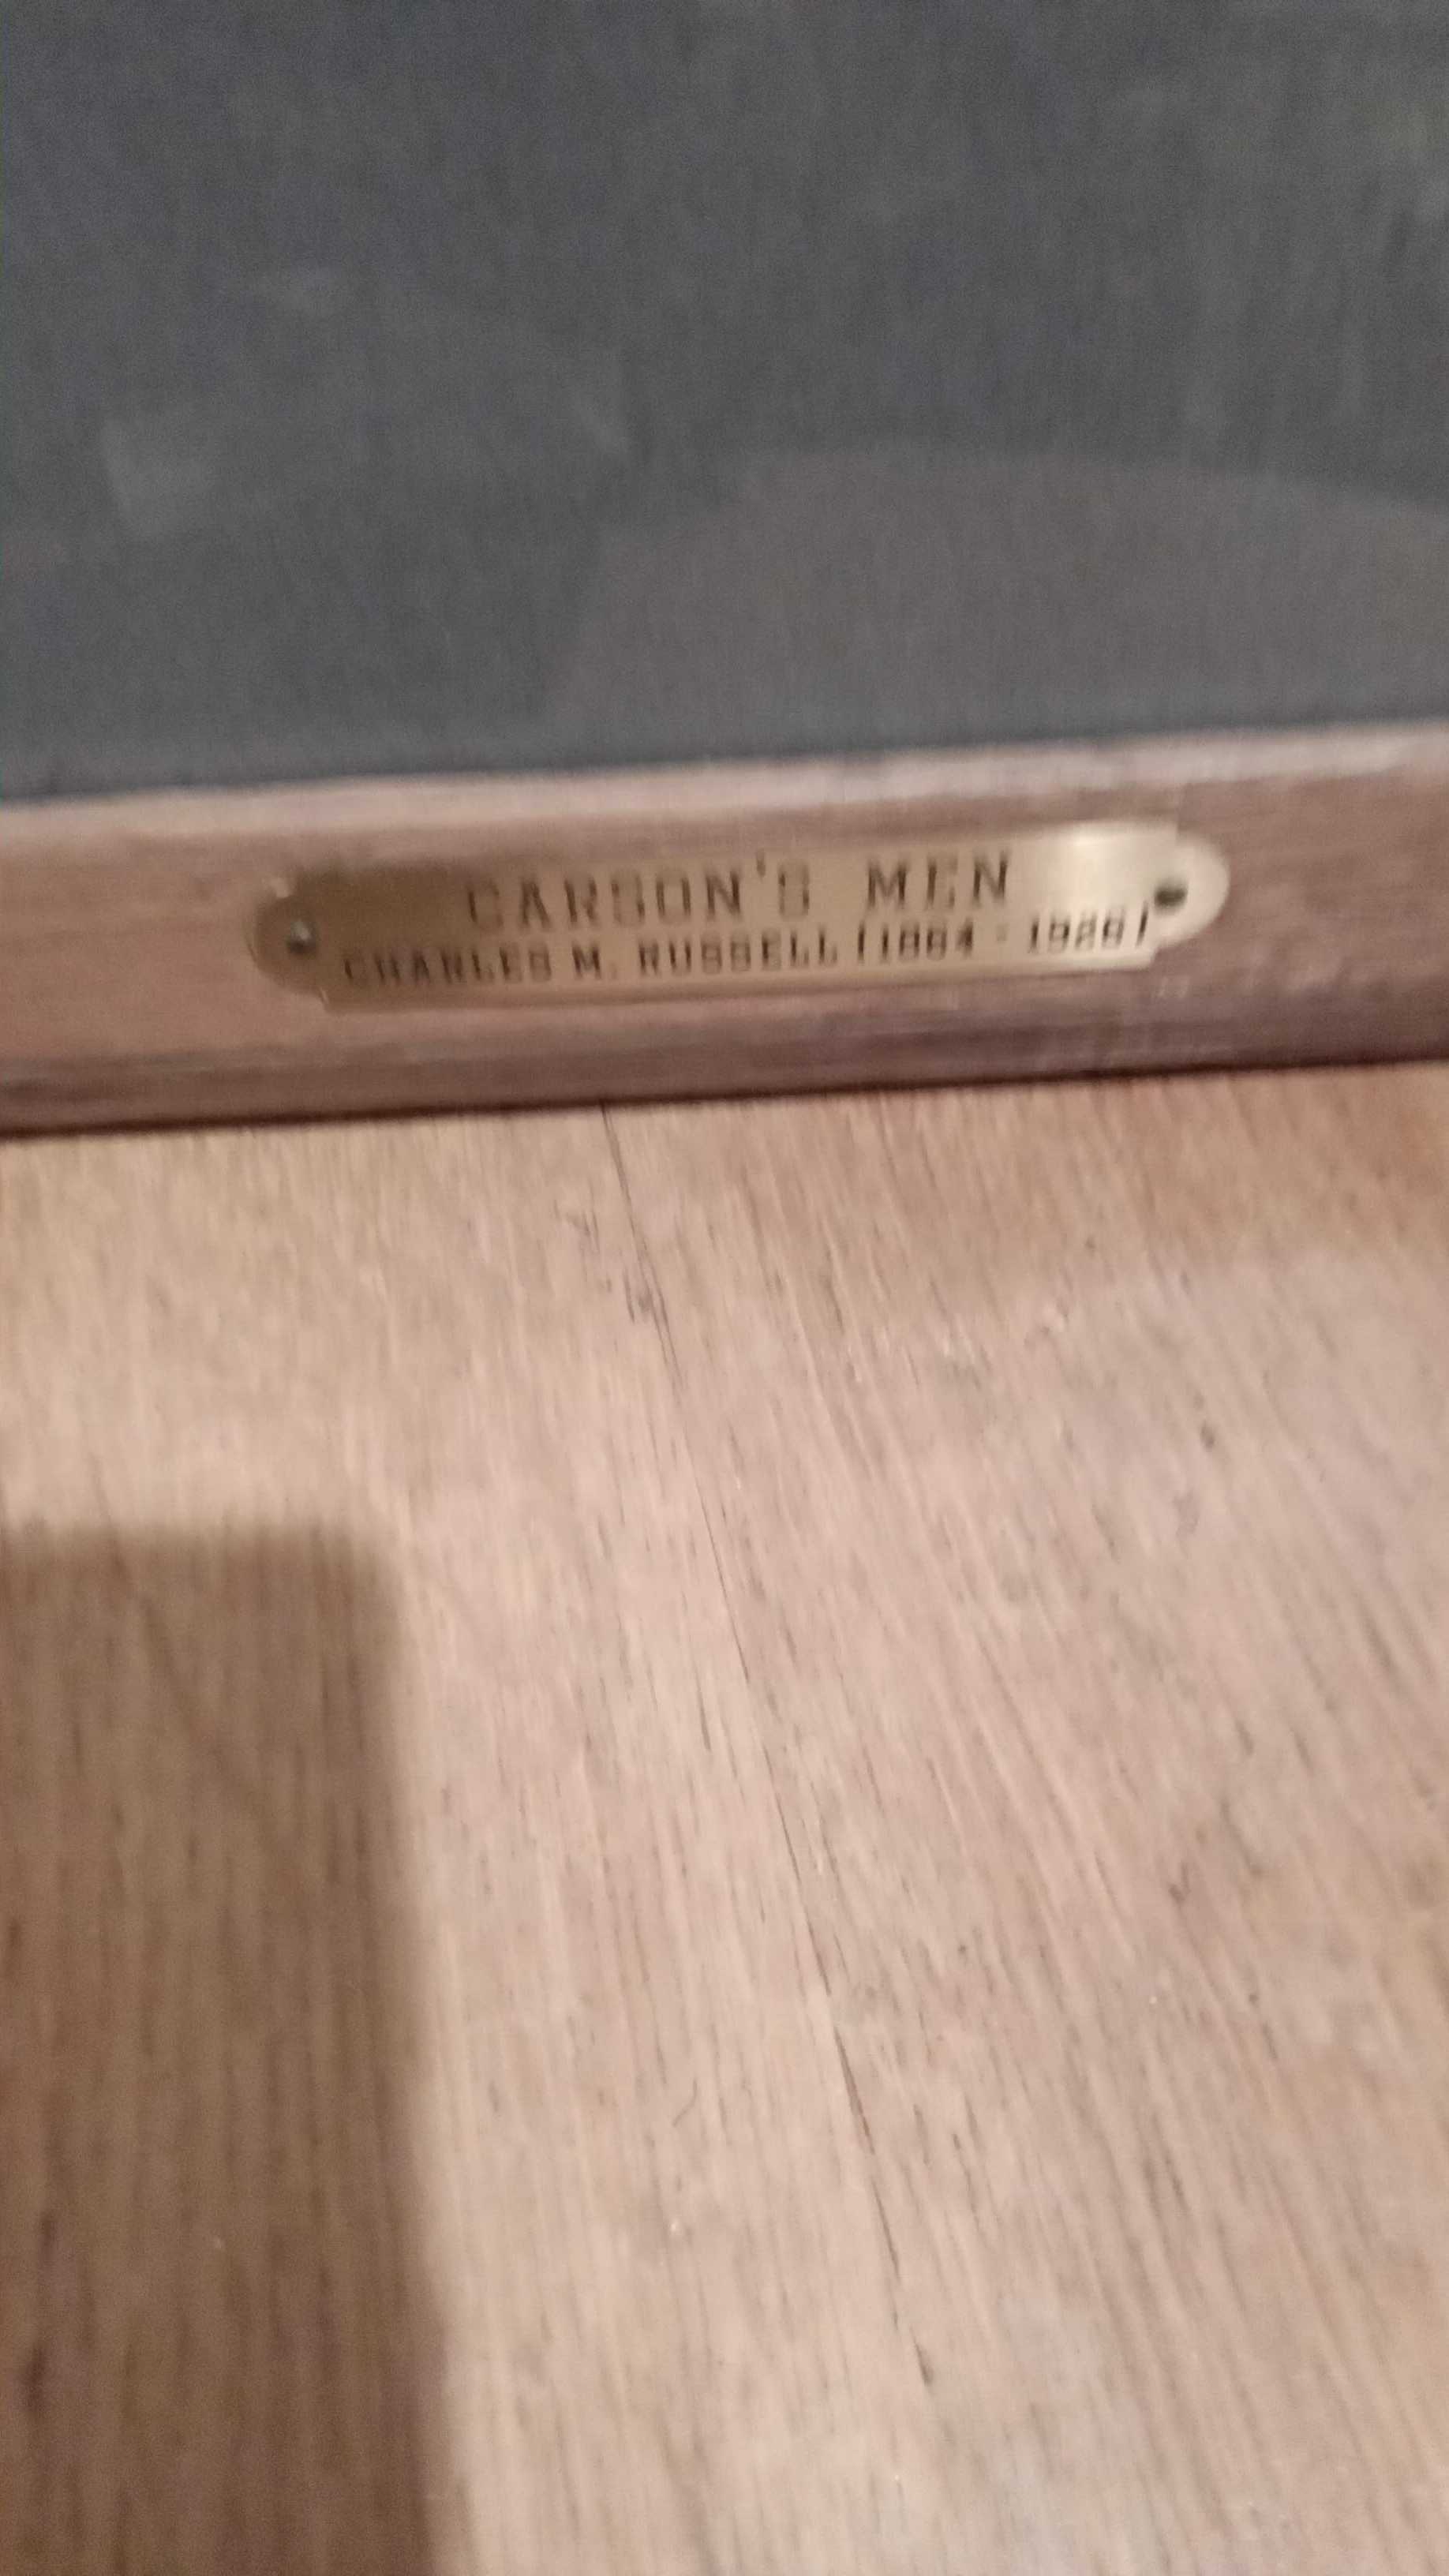 CARSON'S MEN
CHARLES M. RUSSELL (1864 - 1926)